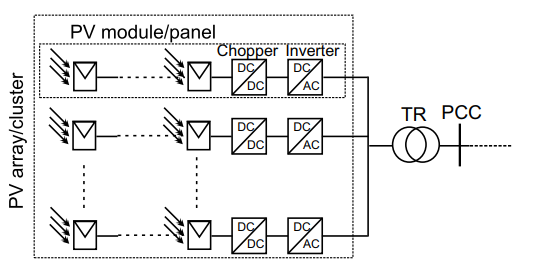 PV module/panel
Chopper Inverter
DC
DC
DC
AC
TR PCC
DC
DC
DC
AC
PV array/cluster
DC
DC
DC
AC